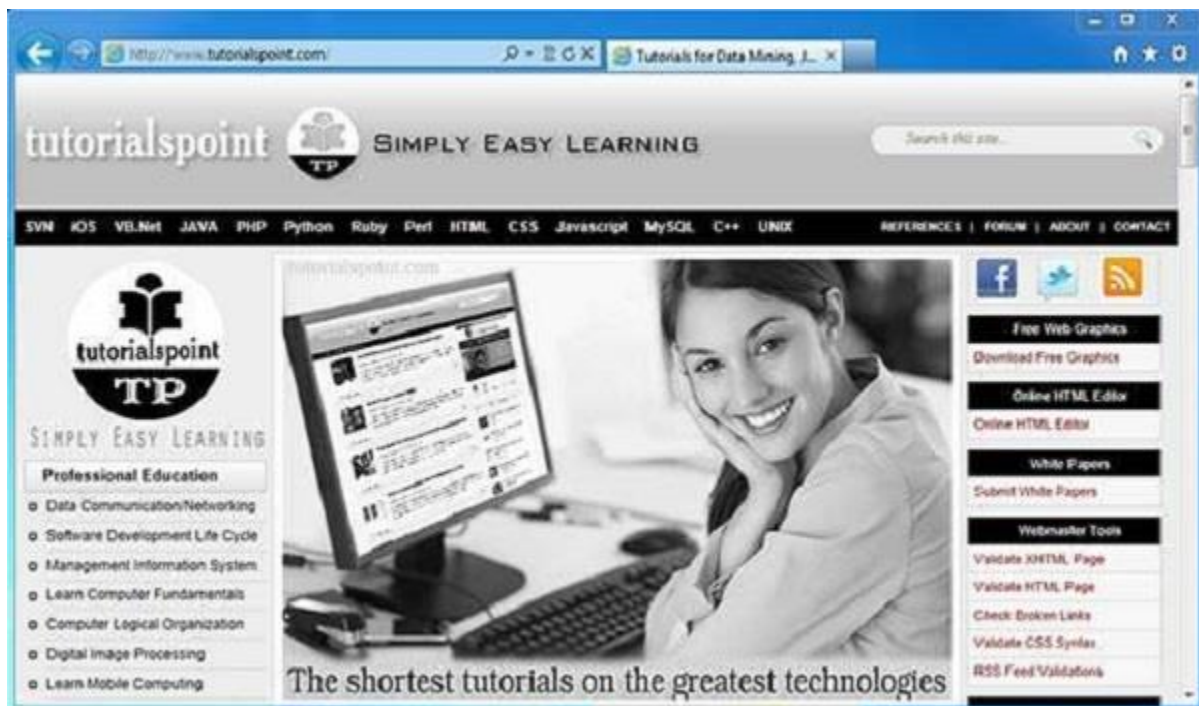 http://www.tutorialspoint.com/
Tutorials for Data Mining, J...
tutorialspoint
TP
SIMPLY EASY LEARNING
Search this site...
SVN iOS VB.Net JAVA PHP Python Ruby Perl HTML CSS Javascript MySQL C++ UNIX
REFERENCES | FORUM | ABOUT | CONTACT
tutorialspoint
TP
SIMPLY EASY LEARNING
Professional Education
Data Communication/Networking
Software Development Life Cycle
Management Information System
Learn Computer Fundamentals
Computer Logical Organization
Digital Image Processing
Learn Mobile Computing
tutorialspoint.com
The shortest tutorials on the greatest technologies
Free Web Graphics
Download Free Graphics
Online HTML Editor
Online HTML Editor
White Papers
Submit White Papers
Webmaster Tools
Validate XHTML Page
Validate HTML Page
Check Broken Links
Validate CSS Syntax
RSS Feed Validations